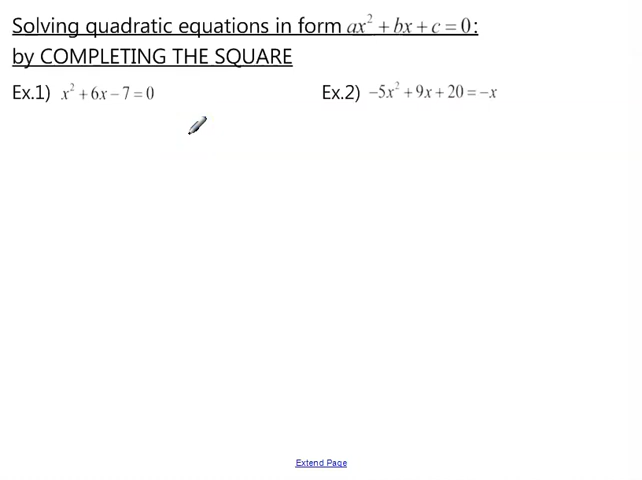 Solving quadratic equations in form ax² + bx + c = 0:
by COMPLETING THE SQUARE
Ex.1) x² + 6x − 7 = 0
Ex.2) −5x² + 9x + 20 = −x
Extend Page